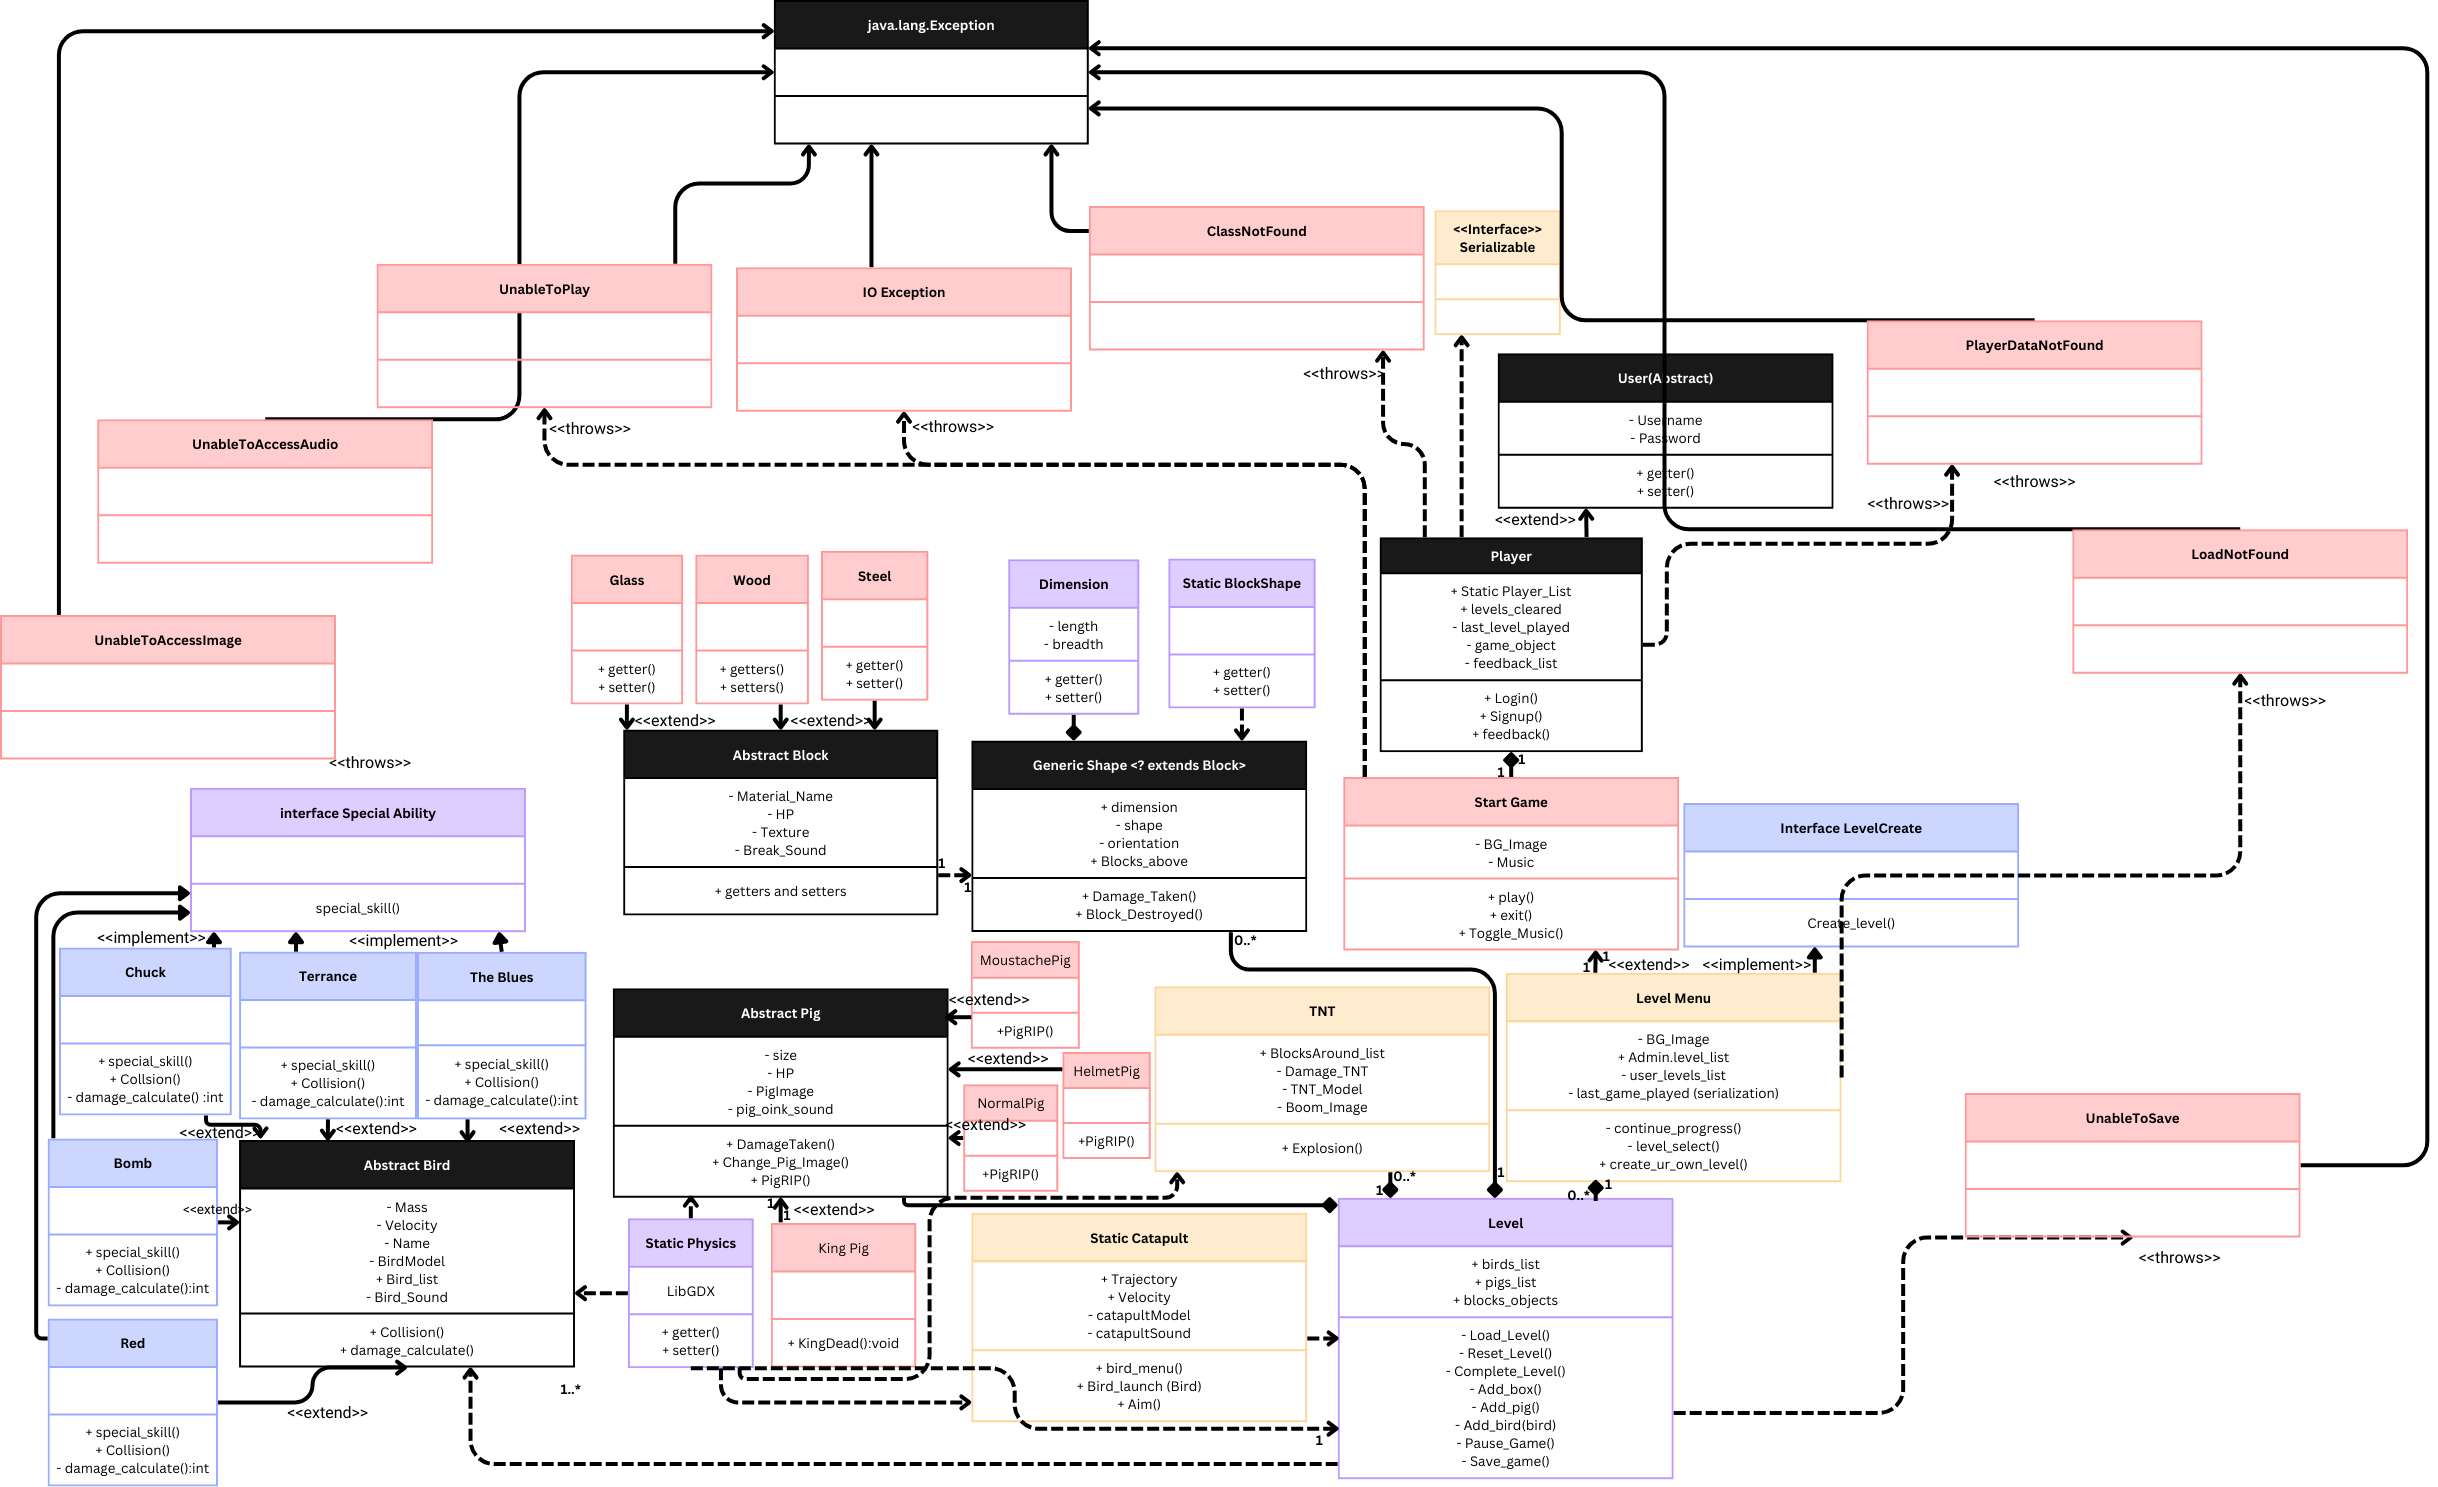 java.lang.Exception
ClassNotFound
<<Interface>>
Serializable
UnableToPlay
IO Exception
PlayerDataNotFound
<<throws>>
User(Abstract)
- Username
- Password
+ getter()
+ setter()
<<throws>>
<<throws>>
UnableToAccessAudio
<<throws>>
<<throws>>
<<extend>>
LoadNotFound
Player
+ Static Player_List
+ levels_cleared
- last_level_played
- game_object
- feedback_list
+ Login()
+ Signup()
+ feedback()
Glass
+ getter()
+ setter()
Wood
+ getters()
+ setters()
Steel
+ getter()
+ setter()
Dimension
- length
- breadth
+ getter()
+ setter()
Static BlockShape
+ getter()
+ setter()
UnableToAccessImage
<<throws>>
<<extend>>
<<extend>>
<<throws>>
Abstract Block
- Material_Name
- HP
- Texture
- Break_Sound
+ getters and setters
1
1
Generic Shape <? extends Block>
+ dimension
- shape
- orientation
+ Blocks_above
+ Damage_Taken()
+ Block_Destroyed()
0..*
1
1
Start Game
- BG_Image
- Music
+ play()
+ exit()
+ Toggle_Music()
Interface LevelCreate
Create_level()
interface Special Ability
special_skill()
<<implement>>
<<implement>>
1
1
<<extend>>
<<implement>>
Chuck
+ special_skill()
+ Collsion()
- damage_calculate() :int
Terrance
+ special_skill()
+ Collision()
- damage_calculate():int
The Blues
+ special_skill()
+ Collision()
- damage_calculate():int
<<extend>>
<<extend>>
<<extend>>
Abstract Pig
- size
- HP
- PigImage
- pig_oink_sound
+ DamageTaken()
+ Change_Pig_Image()
+ PigRIP()
MoustachePig
<<extend>>
+PigRIP()
<<extend>>
HelmetPig
+PigRIP()
NormalPig
<<extend>>
+PigRIP()
TNT
+ BlocksAround_list
- Damage_TNT
- TNT_Model
- Boom_Image
+ Explosion()
0..*
1
1
Level Menu
- BG_Image
+ Admin.level_list
- user_levels_list
- last_game_played (serialization)
- continue_progress()
- level_select()
+ create_ur_own_level()
1
0..*
UnableToSave
<<throws>>
Bomb
<<extend>>
+ special_skill()
+ Collision()
- damage_calculate():int
Abstract Bird
- Mass
- Velocity
- Name
- BirdModel
+ Bird_list
- Bird_Sound
+ Collision()
+ damage_calculate()
1..*
Static Physics
LibGDX
+ getter()
+ setter()
1
1
<<extend>>
King Pig
+ KingDead():void
Static Catapult
+ Trajectory
+ Velocity
- catapultModel
- catapultSound
+ bird_menu()
+ Bird_launch (Bird)
+ Aim()
1
Level
+ birds_list
+ pigs_list
+ blocks_objects
- Load_Level()
- Reset_Level()
- Complete_Level()
- Add_box()
- Add_pig()
- Add_bird(bird)
- Pause_Game()
- Save_game()
Red
<<extend>>
+ special_skill()
+ Collision()
- damage_calculate():int